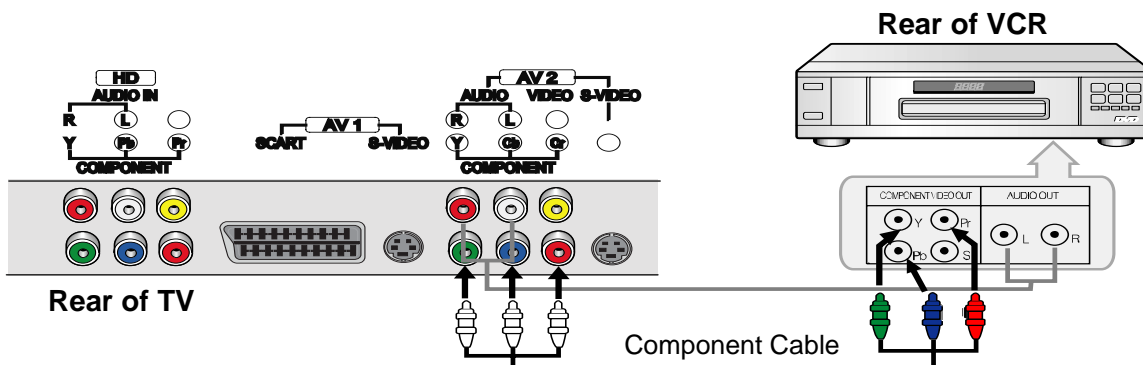 Rear of VCR
HD
AUDIO IN
R L
Y Pb Pr
COMPONENT
AV 1
SCART S-VIDEO
AV 2
AUDIO VIDEO S-VIDEO
R L
Y Cb Cr
COMPONENT
8888
COMPONENT VIDEO OUT AUDIO OUT
Y Pr L R
Pb S
Rear of TV
Component Cable